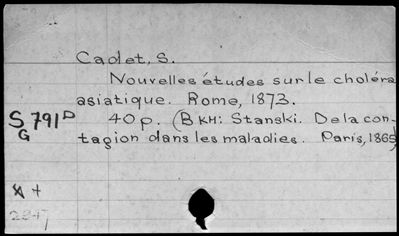 Cadet, S.
Nouvelles études sur le choléra
asiatique. Rome, 1873.
S 791 D 40 p. (BKH: Stanski. De la con-
G tagion dans les maladies. Paris, 1865)
+